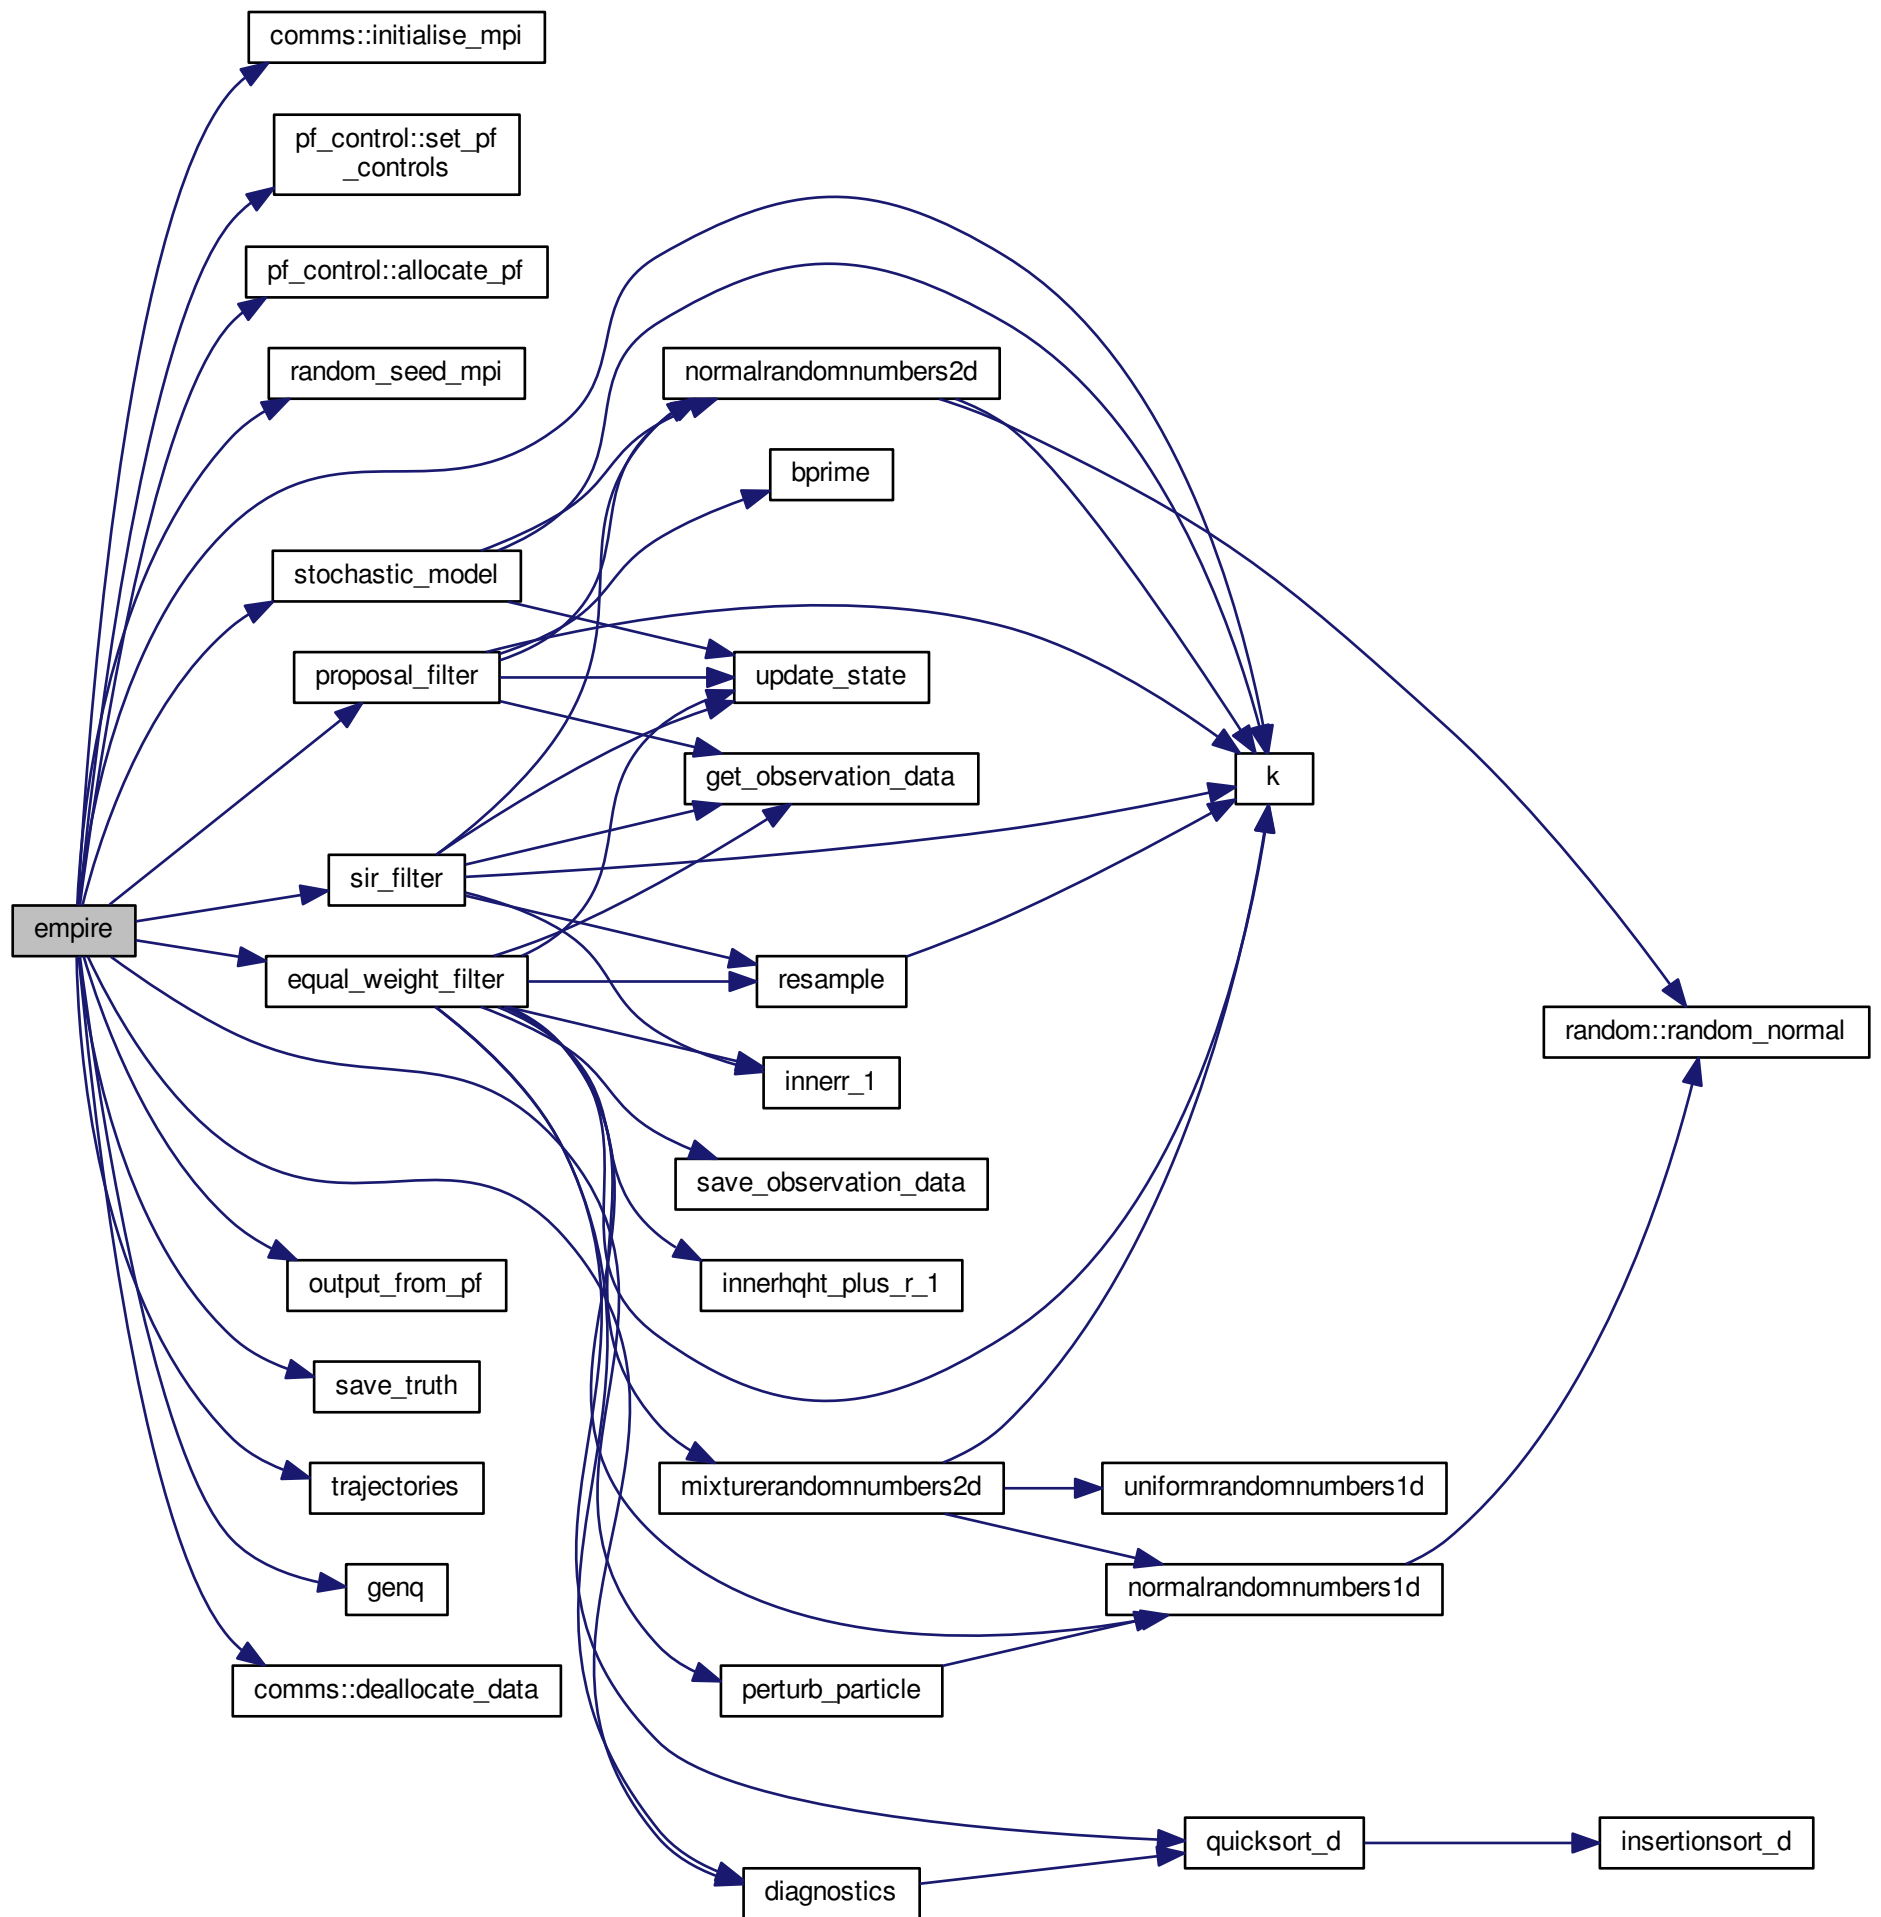 comms::initialise_mpi
pf_control::set_pf
_controls
pf_control::allocate_pf
random_seed_mpi
normalrandomnumbers2d
bprime
stochastic_model
proposal_filter
update_state
get_observation_data
k
sir_filter
empire
equal_weight_filter
resample
random::random_normal
innerr_1
save_observation_data
output_from_pf
innerhqht_plus_r_1
save_truth
trajectories
mixturerandomnumbers2d
uniformrandomnumbers1d
genq
normalrandomnumbers1d
comms::deallocate_data
perturb_particle
quicksort_d
insertionsort_d
diagnostics